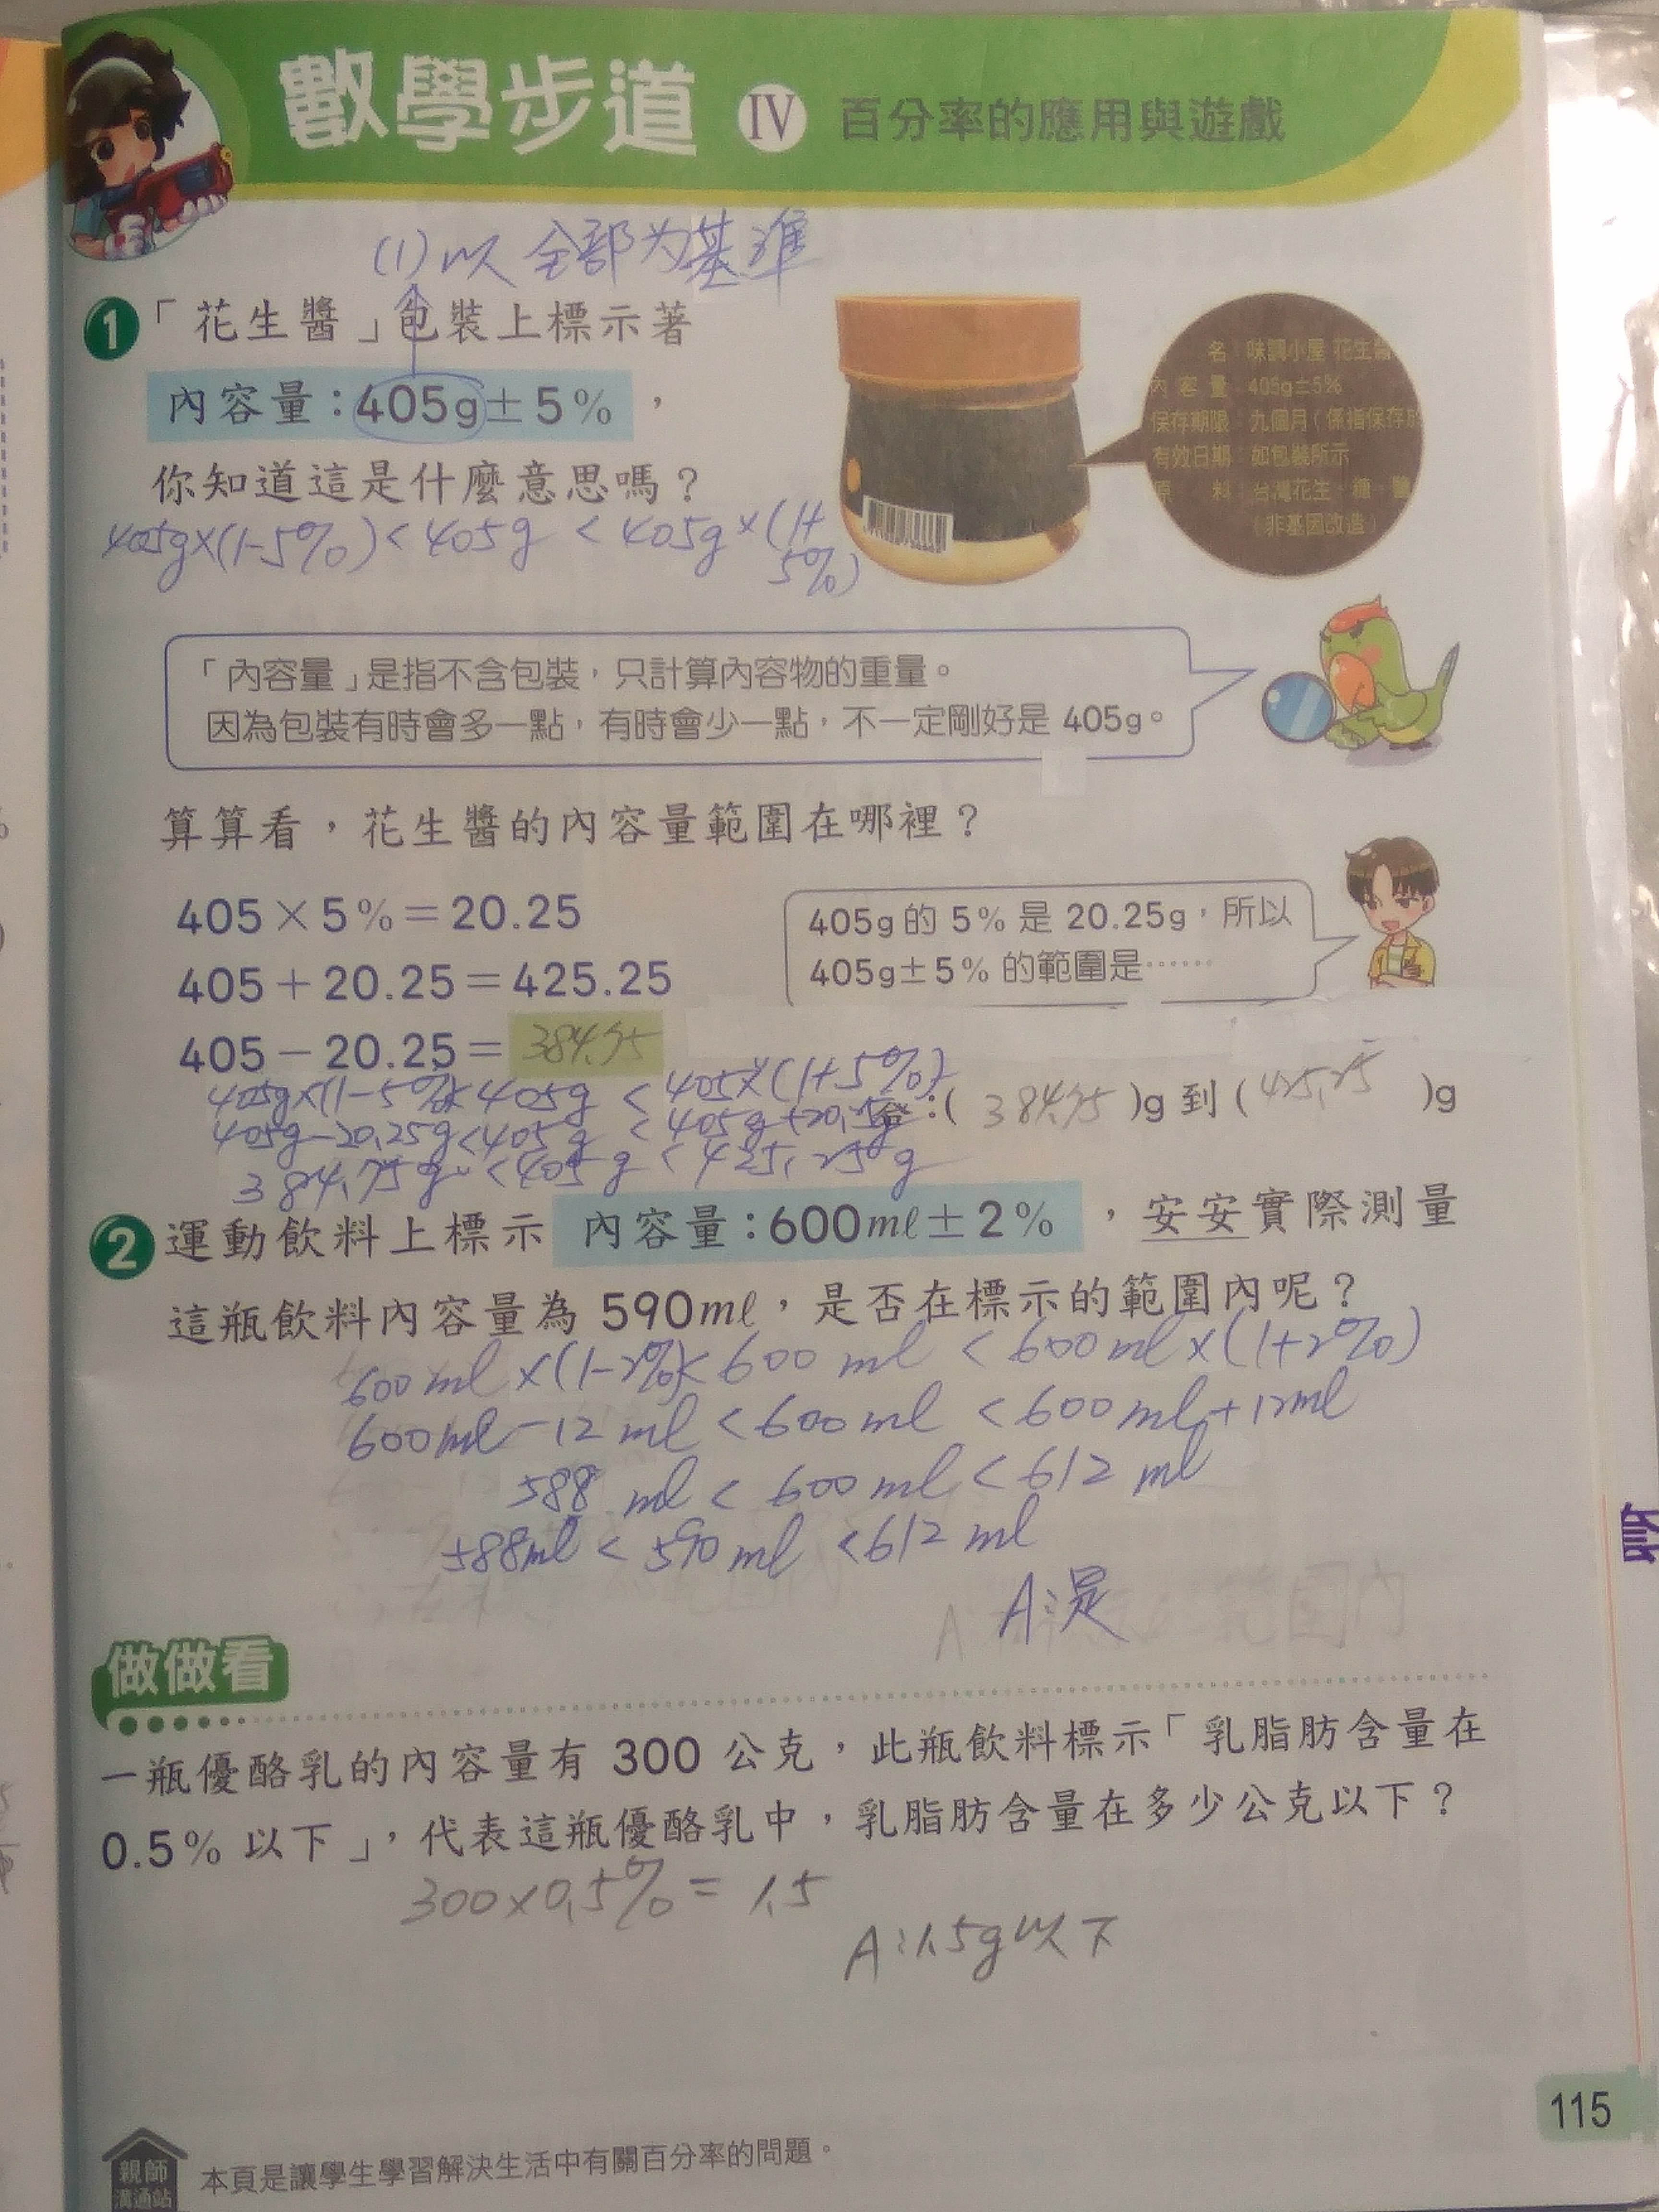 數學步道 IV 百分率的應用與遊戲
(1)以全部為基準
1 「花生醬」包裝上標示著
內容量：405g±5%，
你知道這是什麼意思嗎？
405g×(1-5%)<405g<405g×(1+
5%)
名 味調小屋 花生醬
內容量 405g±5%
保存期限 九個月(係指保存於
有效日期 如包裝所示
原 料 台灣花生、糖、鹽
(非基因改造)
「內容量」是指不含包裝，只計算內容物的重量。
因為包裝有時會多一點，有時會少一點，不一定剛好是 405g。
算算看，花生醬的內容量範圍在哪裡？
405×5%=20.25
405+20.25=425.25
405-20.25=384.75
405g 的 5% 是 20.25g，所以
405g±5% 的範圍是⋯⋯
405g×(1-5%)<405g<405×(1+5%)
答：(384.75)g 到 (425.25)g
405g-20.25g<405g<405g+20.25g
384.75g<405g<425.25g
2 運動飲料上標示 內容量：600ml±2%，安安實際測量
這瓶飲料內容量為 590ml，是否在標示的範圍內呢？
600ml×(1-2%)<600ml<600ml×(1+2%)
600ml-12ml<600ml<600ml+12ml
588ml<600ml<612ml
588ml<590ml<612ml
A:是
做做看
一瓶優酪乳的內容量有 300 公克，此瓶飲料標示「乳脂肪含量在
0.5% 以下」，代表這瓶優酪乳中，乳脂肪含量在多少公克以下？
300×0.5%=1.5
A:1.5g以下
115
親師
溝通站
本頁是讓學生學習解決生活中有關百分率的問題。